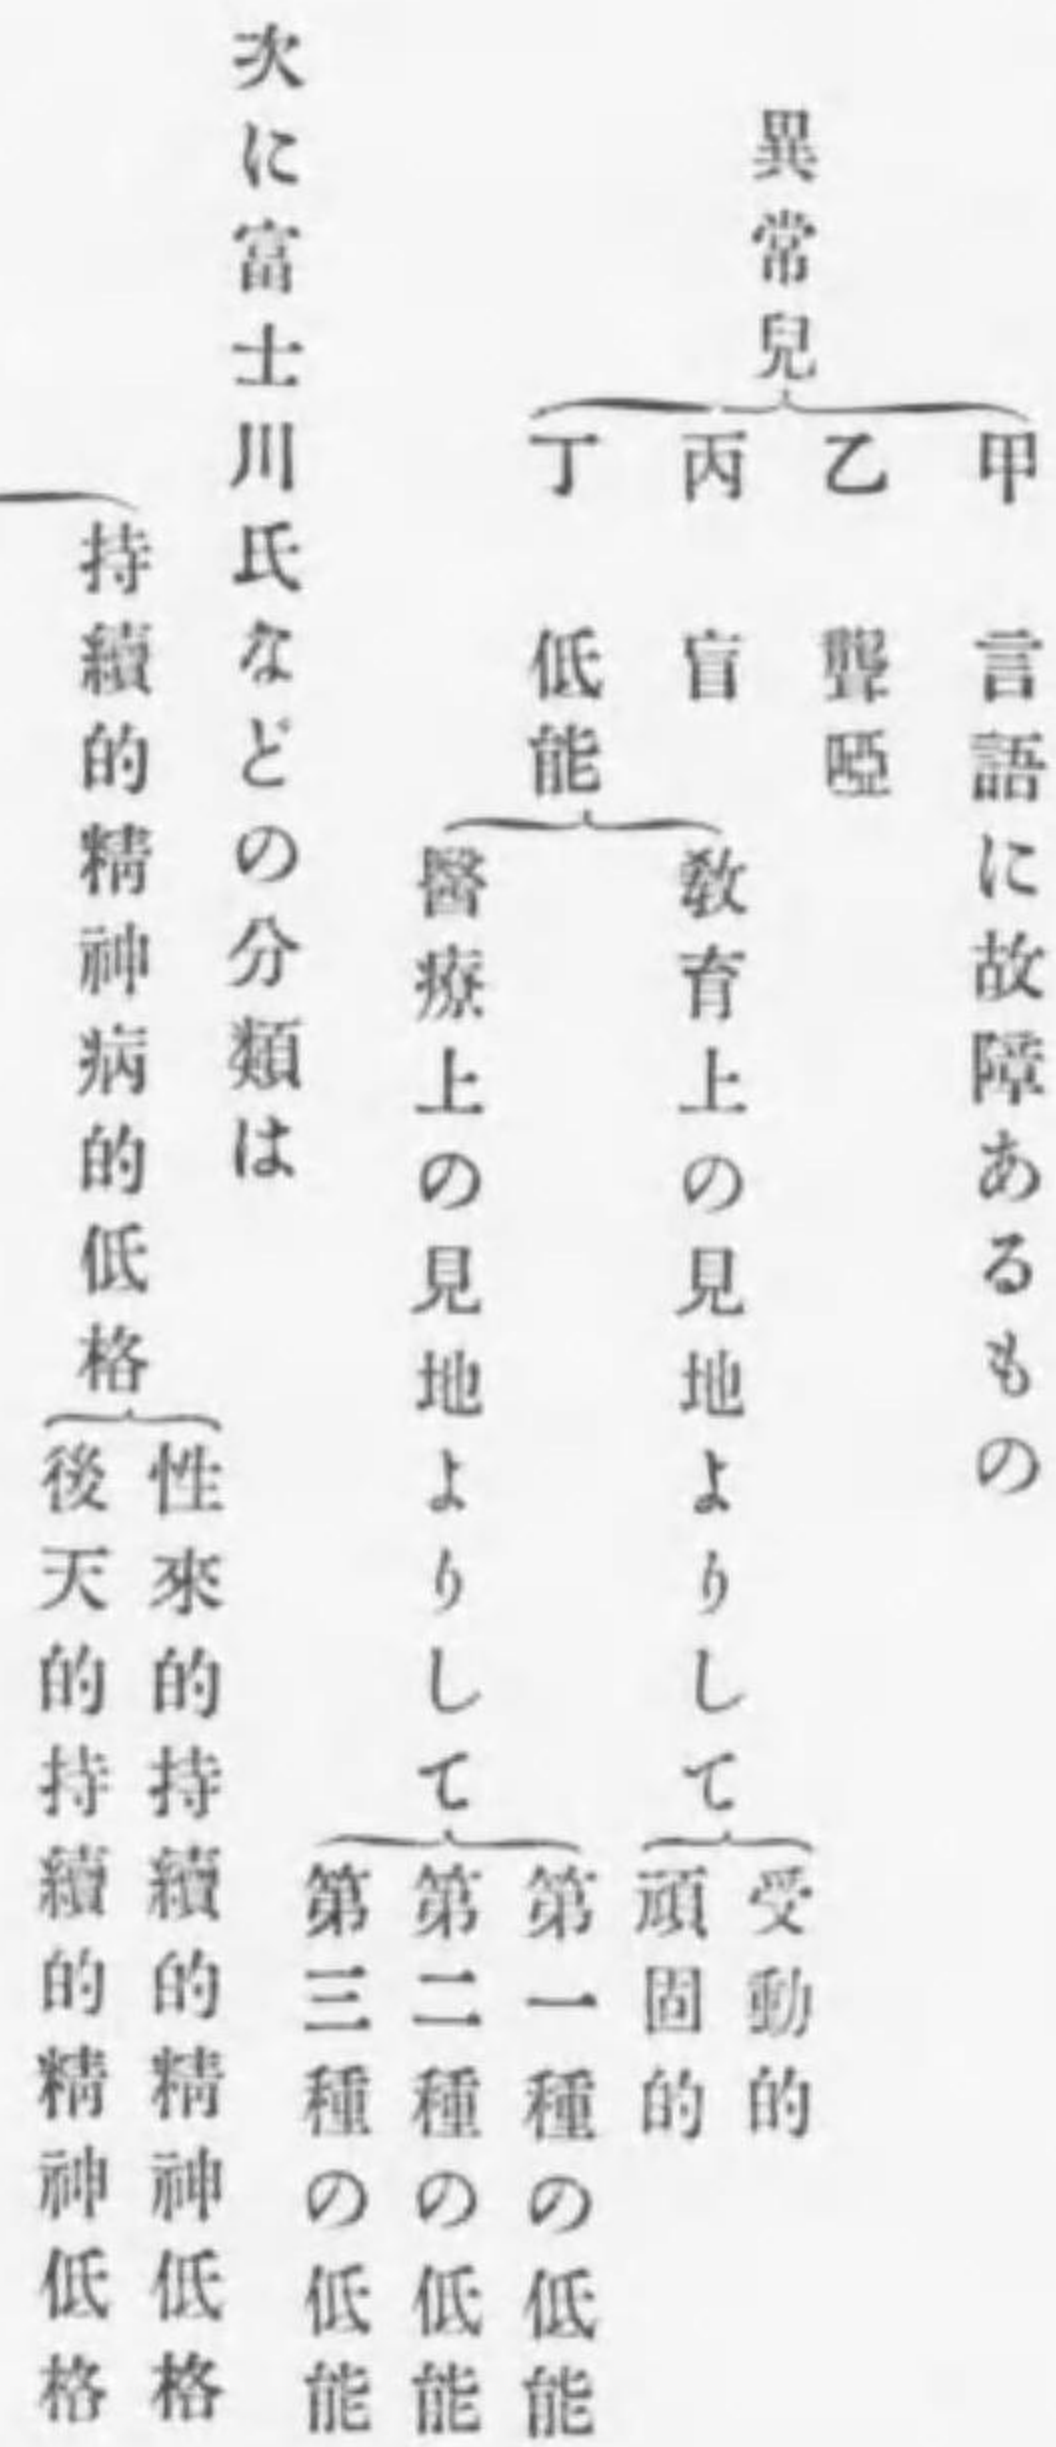 異常兒
甲 言語に故障あるもの
乙 聾啞
丙 盲
丁 低能
教育上の見地よりして
受動的
頑固的
醫療上の見地よりして
第一種の低能
第二種の低能
第三種の低能
次に富士川氏などの分類は
持續的精神病的低格
性來的持續的精神低格
後天的持續的精神低格